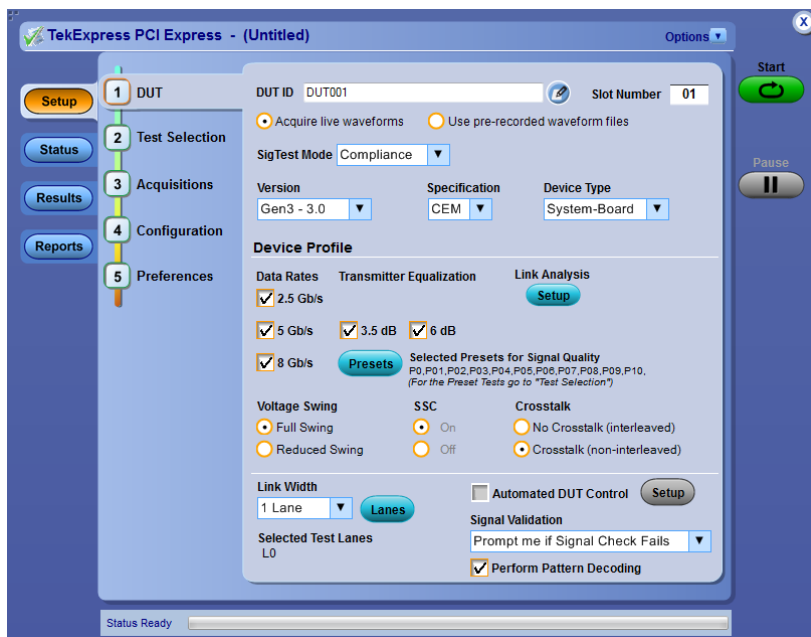 X
TekExpress PCI Express - (Untitled)
Options
Start
Pause
Setup
Status
Results
Reports
1 DUT
2 Test Selection
3 Acquisitions
4 Configuration
5 Preferences
DUT ID DUT001 Slot Number 01
Acquire live waveforms Use pre-recorded waveform files
SigTest Mode Compliance
Version Specification Device Type
Gen3 - 3.0 CEM System-Board
Device Profile
Data Rates Transmitter Equalization Link Analysis
2.5 Gb/s Setup
5 Gb/s 3.5 dB 6 dB
8 Gb/s Presets Selected Presets for Signal Quality
P0,P01,P02,P03,P04,P05,P06,P07,P08,P09,P10,
(For the Preset Tests go to "Test Selection")
Voltage Swing SSC Crosstalk
Full Swing On No Crosstalk (interleaved)
Reduced Swing Off Crosstalk (non-interleaved)
Link Width
1 Lane Lanes
Selected Test Lanes
L0
Automated DUT Control Setup
Signal Validation
Prompt me if Signal Check Fails
Perform Pattern Decoding
Status Ready